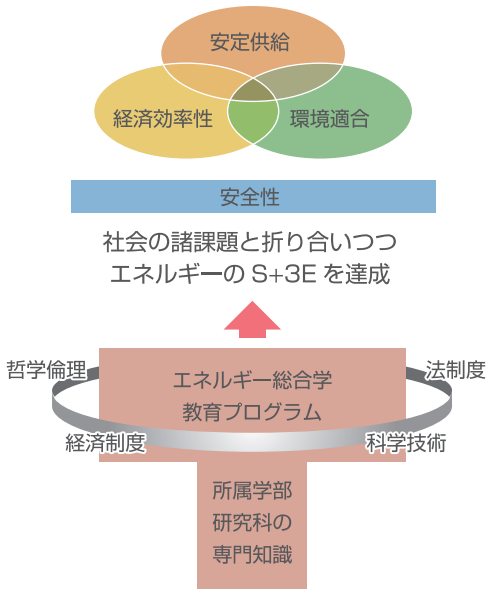 安定供給
経済効率性
環境適合
安全性
社会の諸課題と折り合いつつ
エネルギーのS+3Eを達成
哲学倫理
法制度
エネルギー総合学
教育プログラム
経済制度
科学技術
所属学部
研究科の
専門知識